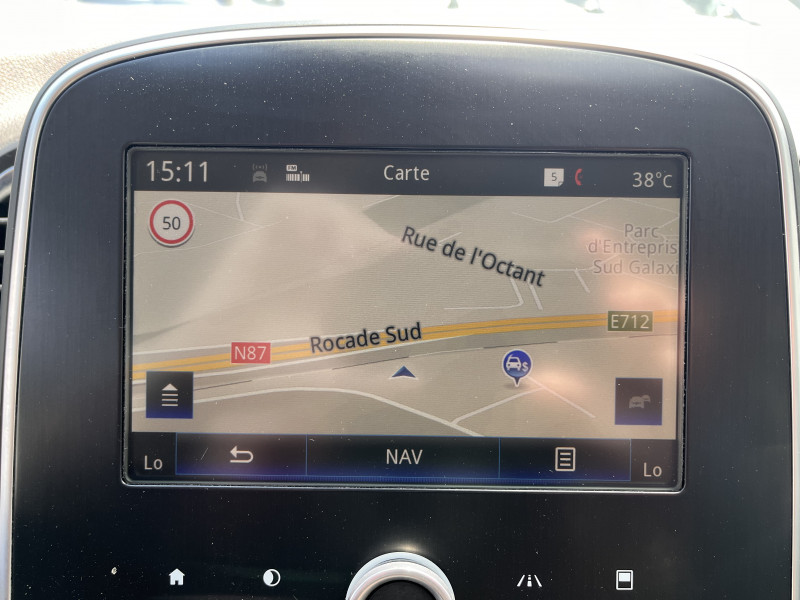 15:11
FM
Carte
5
38°C
50
Rue de l'Octant
Parc
d'Entrepris
Sud Galaxi
E712
Rocade Sud
N87
$
Lo
NAV
Lo